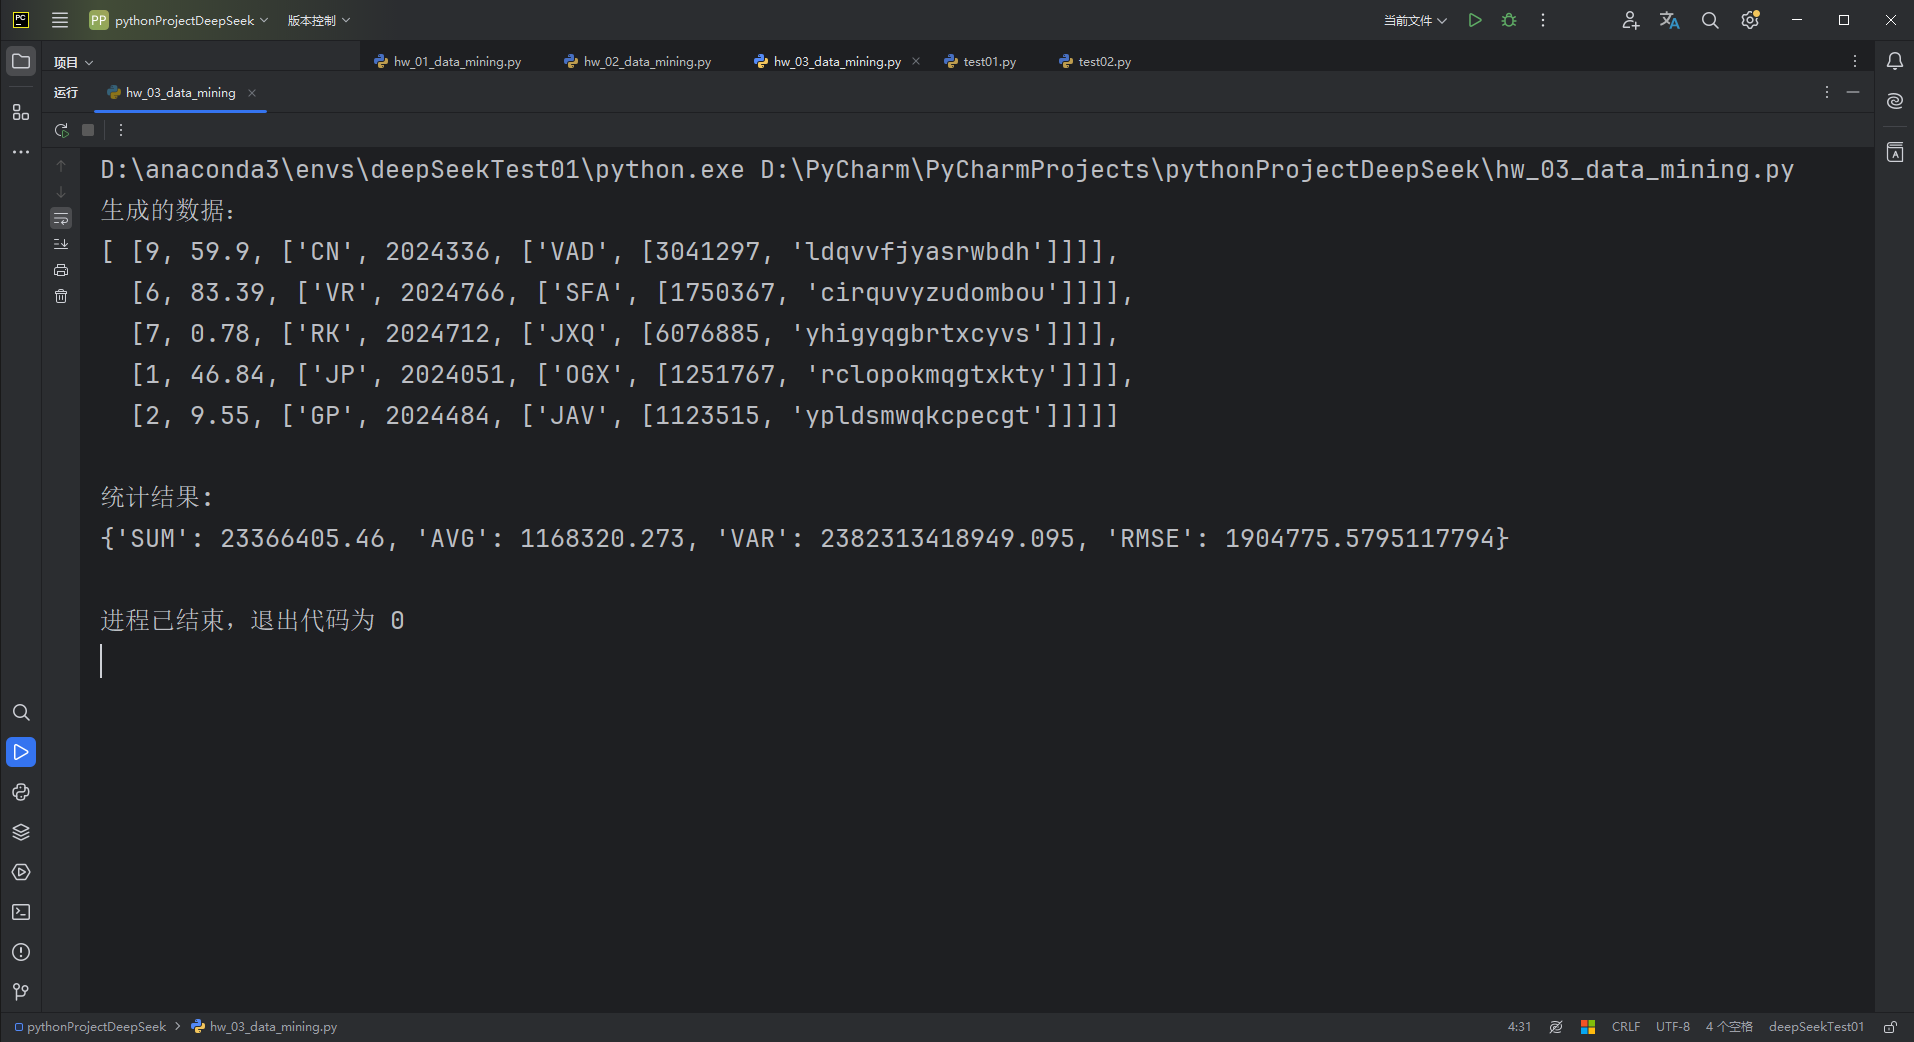 PC PP pythonProjectDeepSeek 版本控制 当前文件
项目 hw_01_data_mining.py hw_02_data_mining.py hw_03_data_mining.py test01.py test02.py
运行 hw_03_data_mining
D:\anaconda3\envs\deepSeekTest01\python.exe D:\PyCharm\PyCharmProjects\pythonProjectDeepSeek\hw_03_data_mining.py
生成的数据:
[ [9, 59.9, ['CN', 2024336, ['VAD', [3041297, 'ldqvvfjyasrwbdh']]]],
[6, 83.39, ['VR', 2024766, ['SFA', [1750367, 'cirquvyzudombou']]]],
[7, 0.78, ['RK', 2024712, ['JXQ', [6076885, 'yhigyqgbrtxcyvs']]]],
[1, 46.84, ['JP', 2024051, ['OGX', [1251767, 'rclopokmqgtxkty']]]],
[2, 9.55, ['GP', 2024484, ['JAV', [1123515, 'ypldsmwqkcpecgt']]]]]
统计结果:
{'SUM': 23366405.46, 'AVG': 1168320.273, 'VAR': 2382313418949.095, 'RMSE': 1904775.5795117794}
进程已结束，退出代码为 0
pythonProjectDeepSeek > hw_03_data_mining.py 4:31 CRLF UTF-8 4 个空格 deepSeekTest01